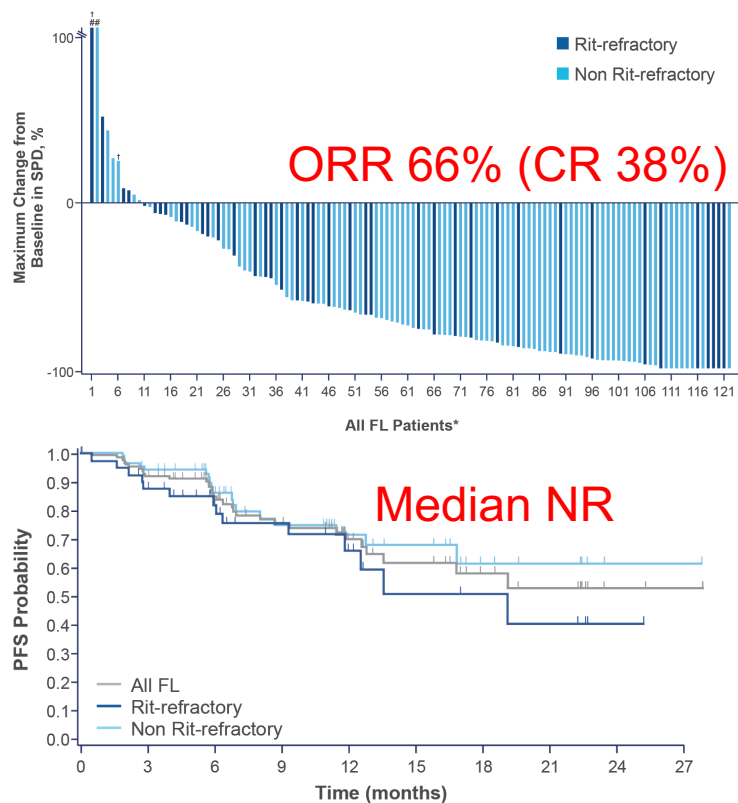 †
##
100
Rit-refractory
Non Rit-refractory
Maximum Change from
Baseline in SPD, %
†
ORR 66% (CR 38%)
0
-100
1 6 11 16 21 26 31 36 41 46 51 56 61 66 71 76 81 86 91 96 101 106 111 116 121
All FL Patients*
1.0
0.9
0.8
0.7
0.6
0.5
0.4
0.3
0.2
0.1
0.0
PFS Probability
Median NR
All FL
Rit-refractory
Non Rit-refractory
0 3 6 9 12 15 18 21 24 27
Time (months)